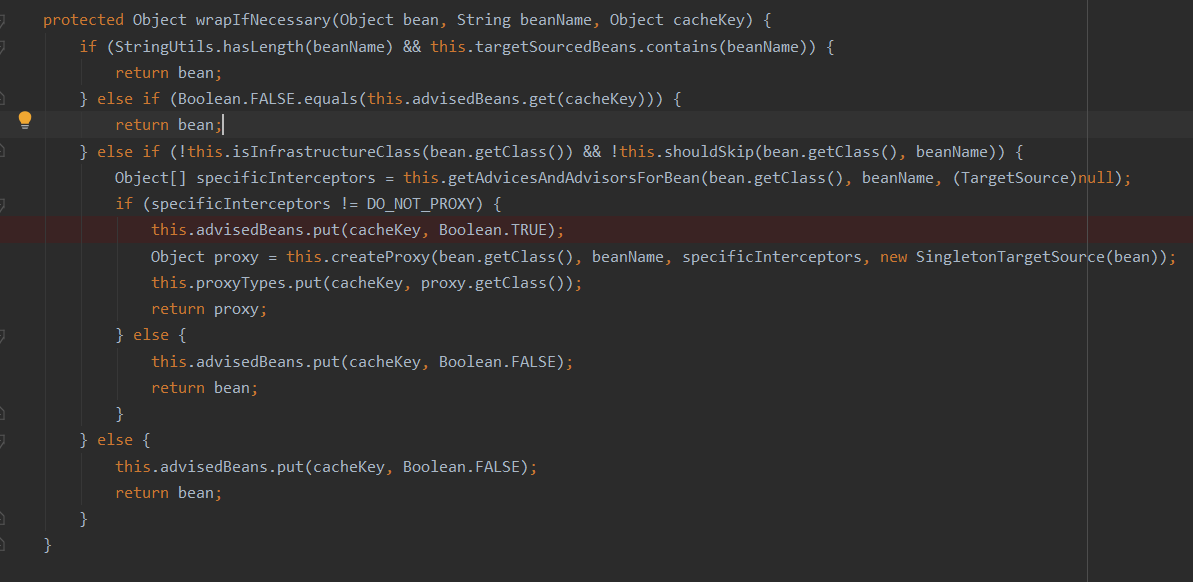 protected Object wrapIfNecessary(Object bean, String beanName, Object cacheKey) {
if (StringUtils.hasLength(beanName) && this.targetSourcedBeans.contains(beanName)) {
return bean;
} else if (Boolean.FALSE.equals(this.advisedBeans.get(cacheKey))) {
return bean;
} else if (!this.isInfrastructureClass(bean.getClass()) && !this.shouldSkip(bean.getClass(), beanName)) {
Object[] specificInterceptors = this.getAdvicesAndAdvisorsForBean(bean.getClass(), beanName, (TargetSource)null);
if (specificInterceptors != DO_NOT_PROXY) {
this.advisedBeans.put(cacheKey, Boolean.TRUE);
Object proxy = this.createProxy(bean.getClass(), beanName, specificInterceptors, new SingletonTargetSource(bean));
this.proxyTypes.put(cacheKey, proxy.getClass());
return proxy;
} else {
this.advisedBeans.put(cacheKey, Boolean.FALSE);
return bean;
}
} else {
this.advisedBeans.put(cacheKey, Boolean.FALSE);
return bean;
}
}